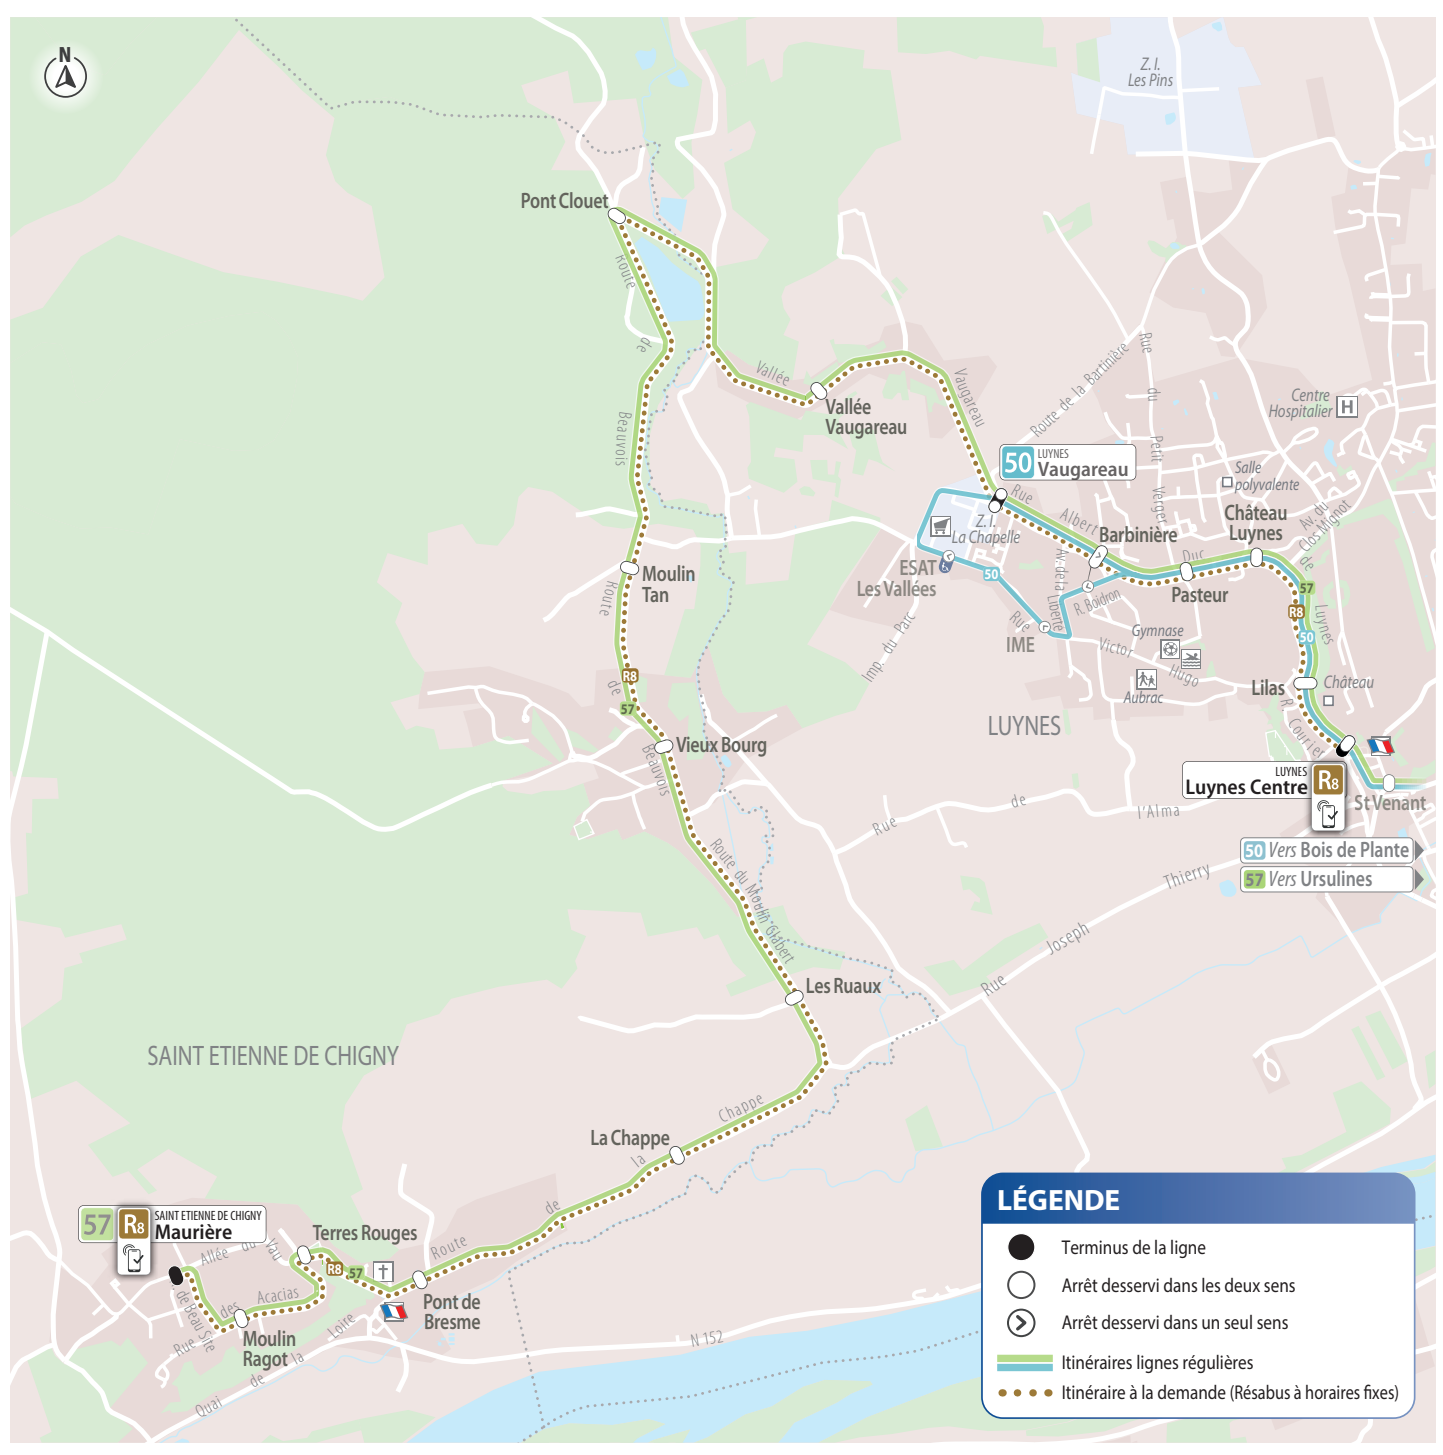 N
Z. I.
Les Pins
Pont Clouet
Route
de
Beauvois
Vallée
Vaugareau
Vallée
Vaugareau
Route de la Bartinière
Rue
du
Petit
Verger
Centre
Hospitalier
H
50
LUYNES
Vaugareau
Salle
polyvalente
Château
Luynes
Av. du
Clos Mignot
Rue
Albert
Duc
de
Luynes
Z. I.
La Chapelle
Barbinière
ESAT
Les Vallées
50
Av. de la
Liberté
R. Boidron
Pasteur
57
R8
50
Moulin
Tan
Route
de
Beauvois
R8
57
Imp. du Parc
Rue
Victor
Hugo
IME
Gymnase
Aubrac
Lilas
Château
R. Courier
LUYNES
Vieux Bourg
LUYNES
Luynes Centre
R8
St Venant
Rue
de
l'Alma
50 Vers Bois de Plante
57 Vers Ursulines
Route du Moulin Glabert
Rue
Joseph
Thierry
Les Ruaux
SAINT ETIENNE DE CHIGNY
La Chappe
Route
de
la
Chappe
57
R8
SAINT ETIENNE DE CHIGNY
Maurière
Terres Rouges
Allée
du
Vau
R8
57
Rue
de Beau Site
des
Acacias
Pont de
Bresme
Moulin
Ragot
Quai
de
la
Loire
N 152
LÉGENDE
Terminus de la ligne
Arrêt desservi dans les deux sens
Arrêt desservi dans un seul sens
Itinéraires lignes régulières
Itinéraire à la demande (Résabus à horaires fixes)